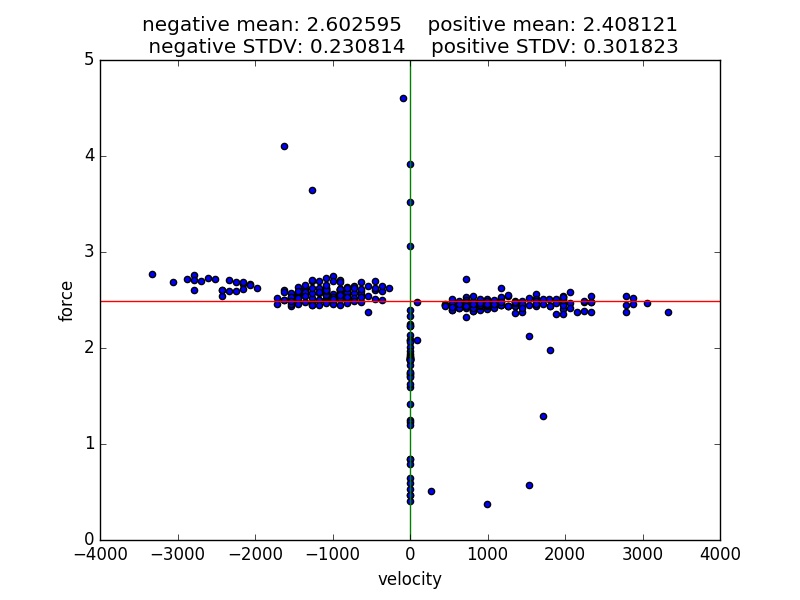 negative mean: 2.602595    positive mean: 2.408121
negative STDV: 0.230814    positive STDV: 0.301823
5
4
3
2
1
0
force
−4000 −3000 −2000 −1000 0 1000 2000 3000 4000
velocity